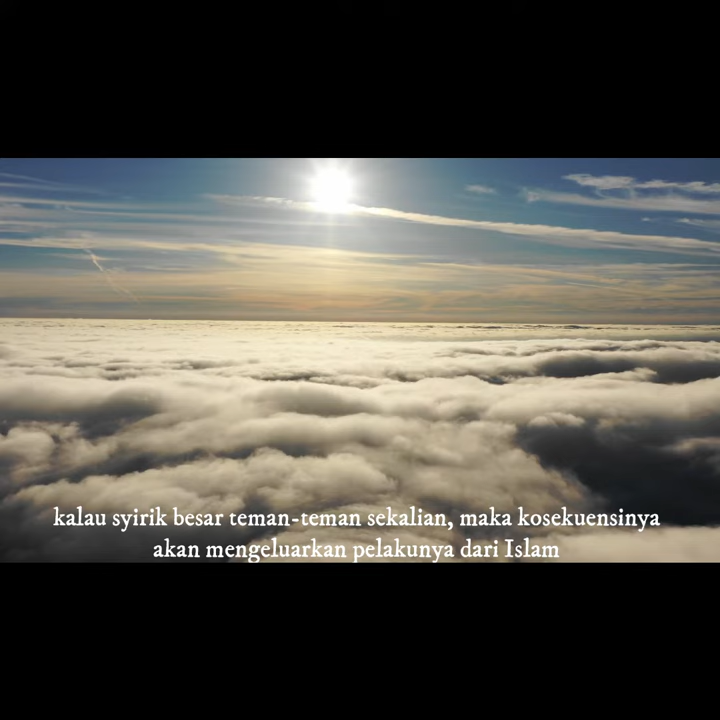 kalau syirik besar teman-teman sekalian, maka kosekuensinya
akan mengeluarkan pelakunya dari Islam